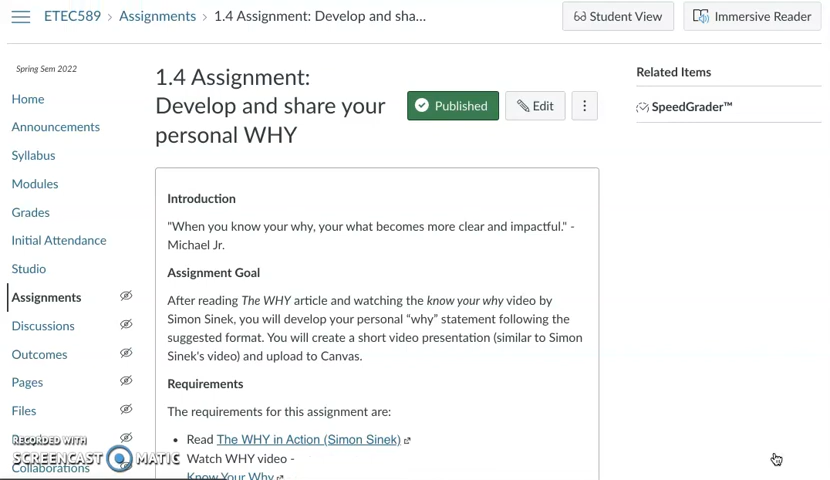 ETEC589 > Assignments > 1.4 Assignment: Develop and sha...
Student View
Immersive Reader
Spring Sem 2022
Home
Announcements
Syllabus
Modules
Grades
Initial Attendance
Studio
Assignments
Discussions
Outcomes
Pages
Files
Collaborations
RECORDED WITH
SCREENCAST MATIC
1.4 Assignment:
Develop and share your
personal WHY
Published
Edit
Introduction
"When you know your why, your what becomes more clear and impactful." -
Michael Jr.
Assignment Goal
After reading The WHY article and watching the know your why video by
Simon Sinek, you will develop your personal “why” statement following the
suggested format. You will create a short video presentation (similar to Simon
Sinek's video) and upload to Canvas.
Requirements
The requirements for this assignment are:
• Read The WHY in Action (Simon Sinek)
• Watch WHY video -
Know Your Why
Related Items
SpeedGrader™